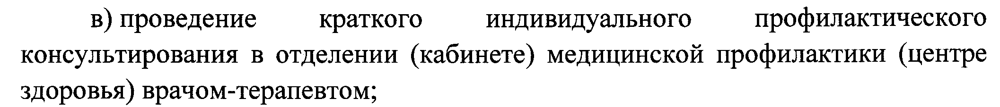 в) проведение краткого индивидуального профилактического
консультирования в отделении (кабинете) медицинской профилактики (центре
здоровья) врачом-терапевтом;